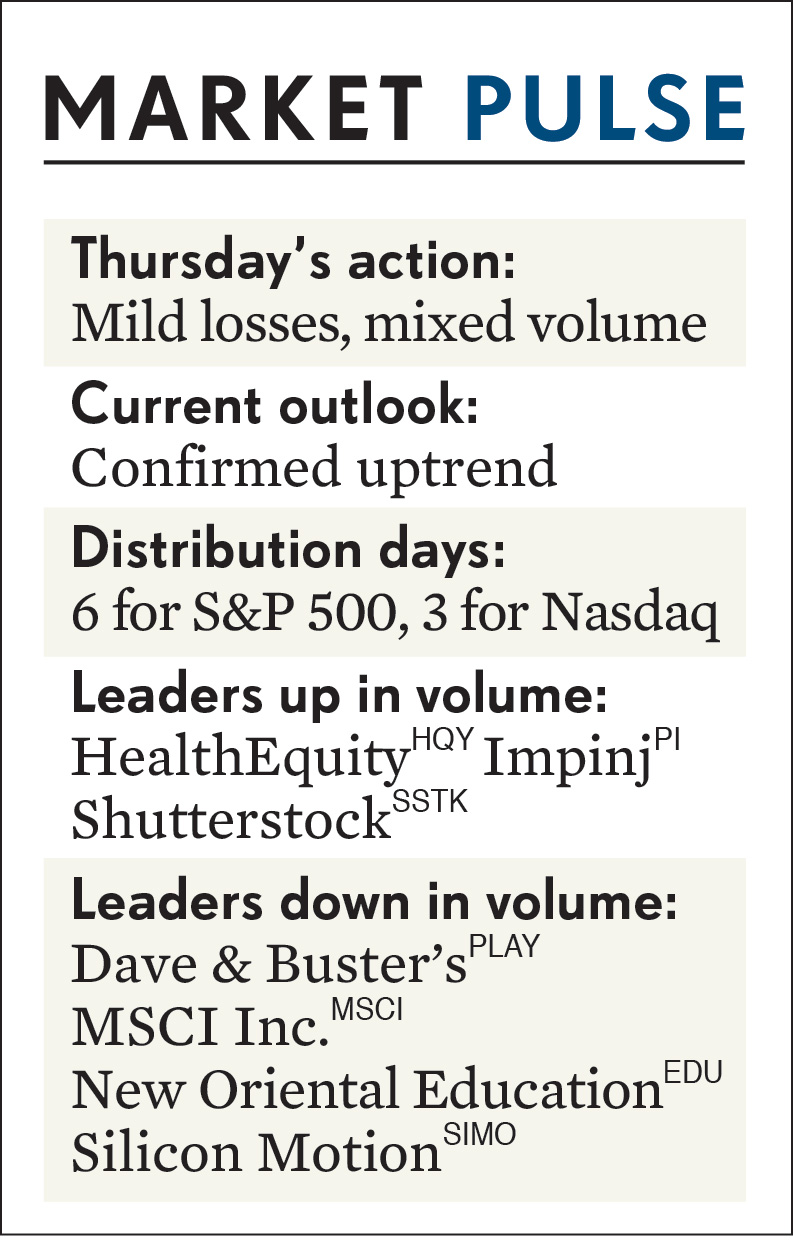 MARKET PULSE
Thursday’s action:
Mild losses, mixed volume
Current outlook:
Confirmed uptrend
Distribution days:
6 for S&P 500, 3 for Nasdaq
Leaders up in volume:
HealthEquity HQY Impinj PI
Shutterstock SSTK
Leaders down in volume:
Dave & Buster’s PLAY
MSCI Inc. MSCI
New Oriental Education EDU
Silicon Motion SIMO